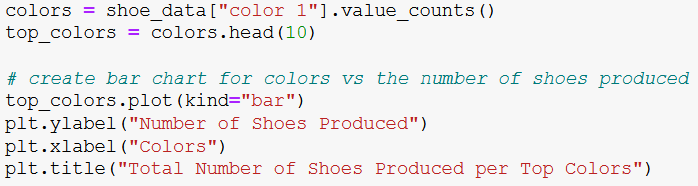 colors = shoe_data["color 1"].value_counts()
top_colors = colors.head(10)
# create bar chart for colors vs the number of shoes produced
top_colors.plot(kind="bar")
plt.ylabel("Number of Shoes Produced")
plt.xlabel("Colors")
plt.title("Total Number of Shoes Produced per Top Colors")